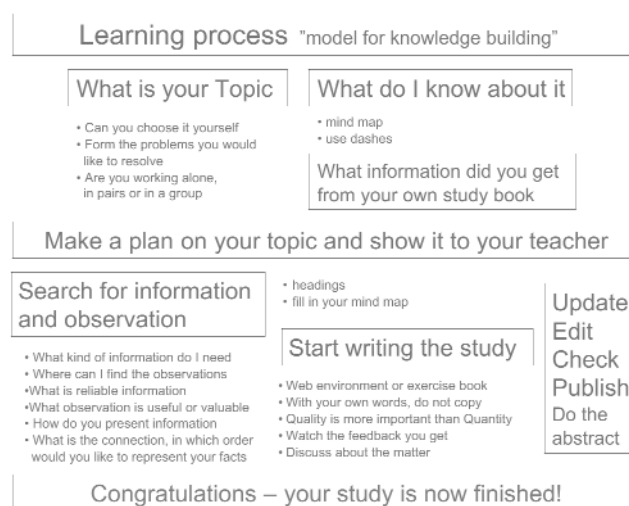 Learning process "model for knowledge building"
What is your Topic
• Can you choose it yourself
• Form the problems you would
like to resolve
• Are you working alone,
in pairs or in a group
What do I know about it
• mind map
• use dashes
What information did you get
from your own study book
Make a plan on your topic and show it to your teacher
Search for information
and observation
• What kind of information do I need
• Where can I find the observations
•What is reliable information
•What observation is useful or valuable
• How do you present information
• What is the connection, in which order
would you like to represent your facts
• headings
• fill in your mind map
Start writing the study
• Web environment or exercise book
• With your own words, do not copy
• Quality is more important than Quantity
• Watch the feedback you get
• Discuss about the matter
Update
Edit
Check
Publish
Do the
abstract
Congratulations – your study is now finished!